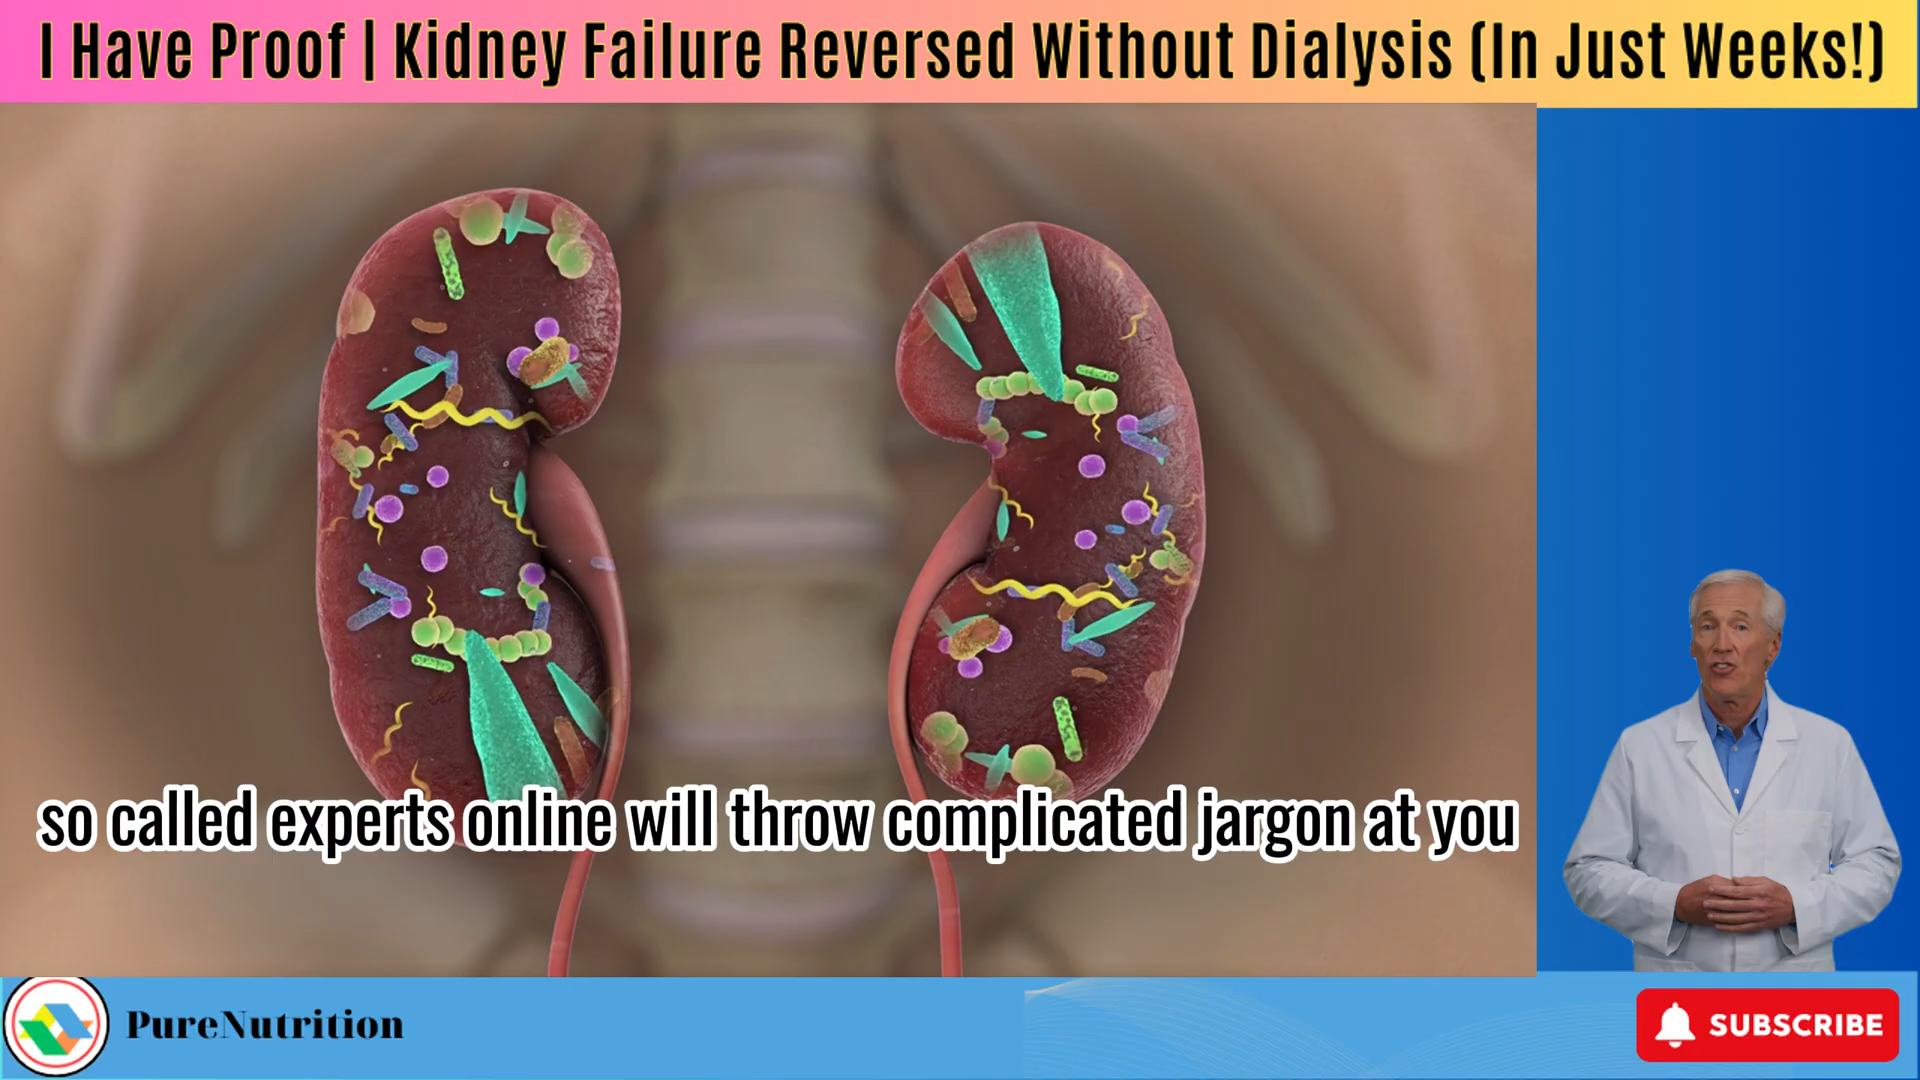 I Have Proof | Kidney Failure Reversed Without Dialysis (In Just Weeks!)
so called experts online will throw complicated jargon at you
PureNutrition
SUBSCRIBE